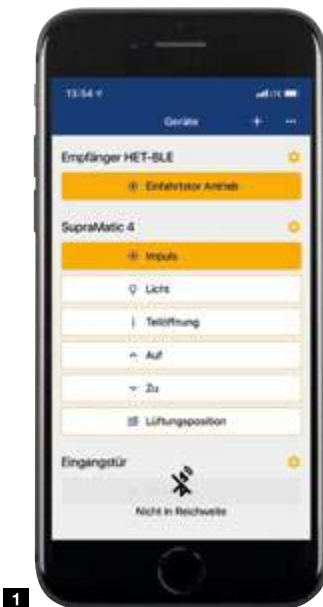 13:54
LTE
Geräte
Empfänger HET-BLE
Einfahrtstor Antrieb
SupraMatic 4
Impuls
Licht
Teilöffnung
Auf
Zu
Lüftungsposition
Eingangstür
Nicht in Reichweite
1